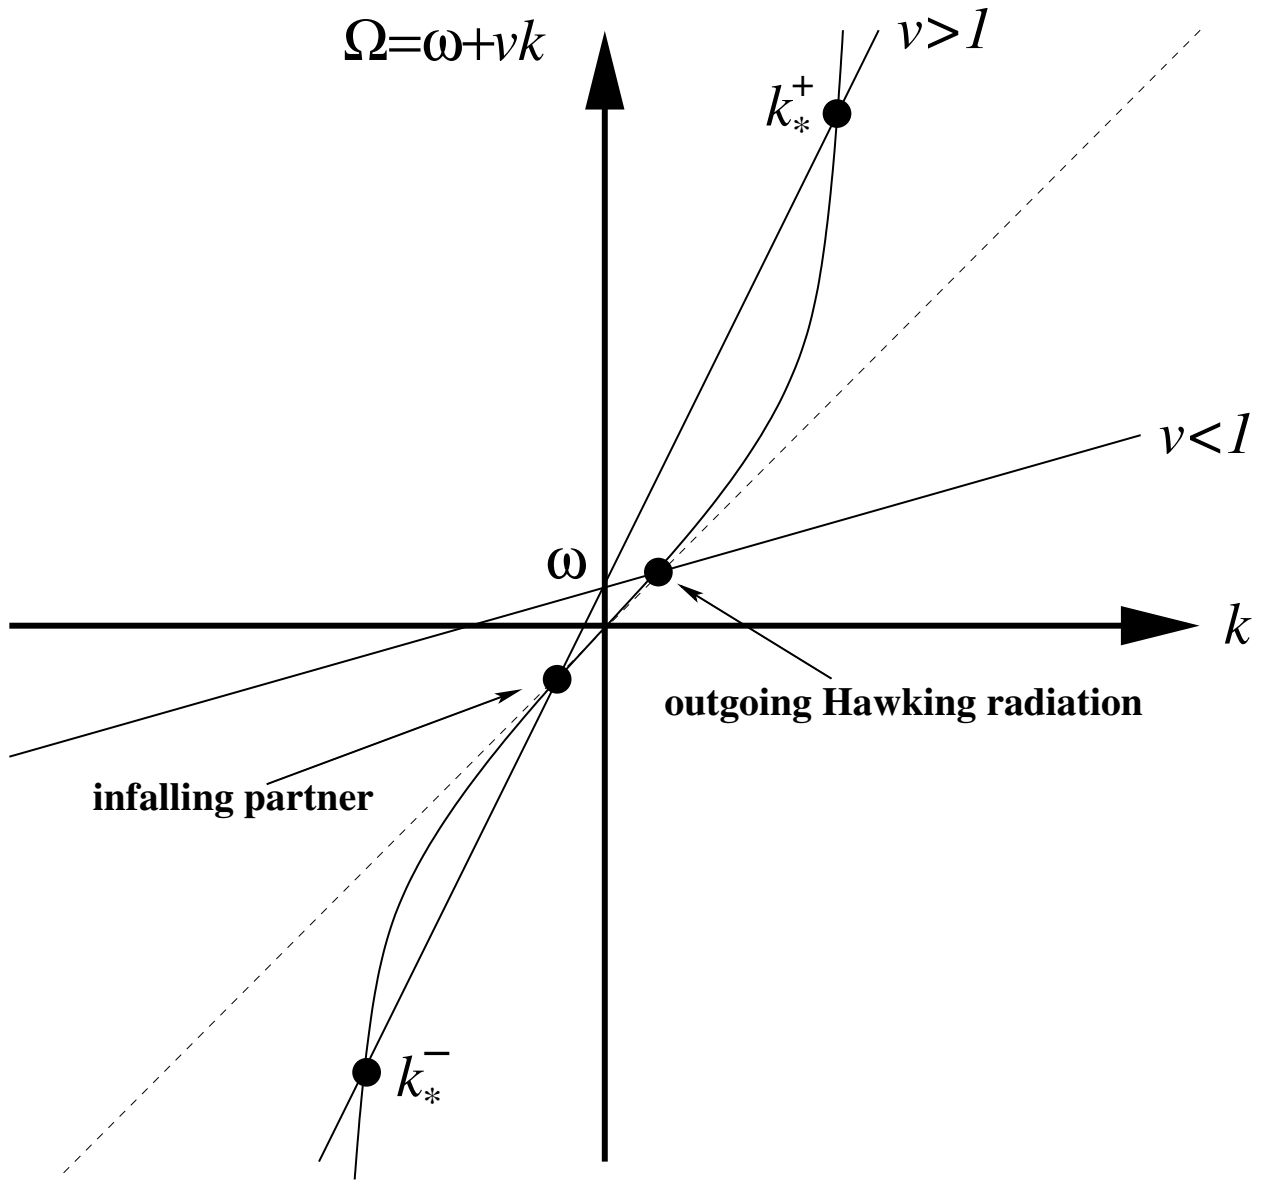 Ω=ω+vk
v>1
k*+
v<1
ω
k
outgoing Hawking radiation
infalling partner
k*−